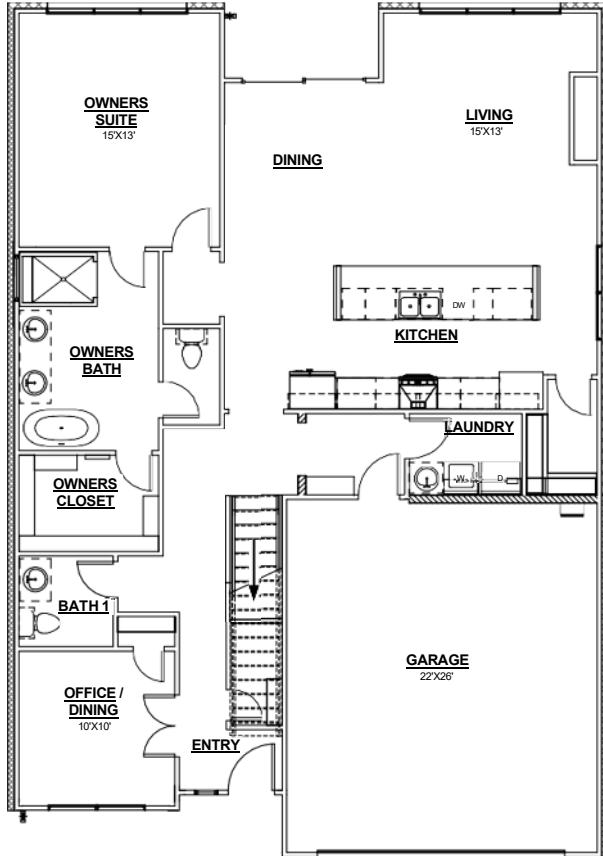 OWNERS
SUITE
15'X13'
LIVING
15'X13'
DINING
DW
KITCHEN
OWNERS
BATH
LAUNDRY
W
D
OWNERS
CLOSET
BATH 1
GARAGE
22'X26'
OFFICE /
DINING
10'X10'
ENTRY